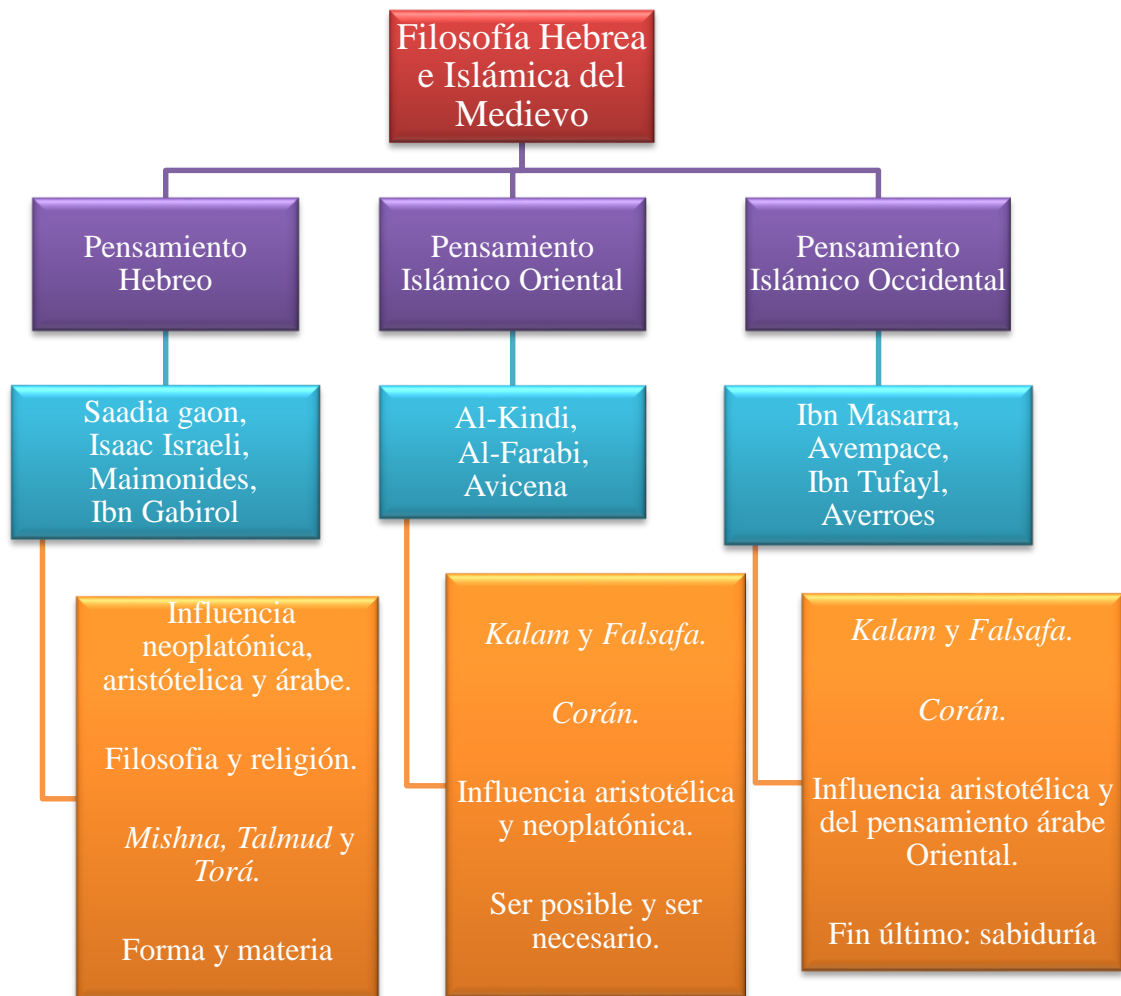 Filosofía Hebrea
e Islámica del
Medievo
Pensamiento
Hebreo
Pensamiento
Islámico Oriental
Pensamiento
Islámico Occidental
Saadia gaon,
Isaac Israeli,
Maimonides,
Ibn Gabirol
Al-Kindi,
Al-Farabi,
Avicena
Ibn Masarra,
Avempace,
Ibn Tufayl,
Averroes
Influencia
neoplatónica,
aristótelica y árabe.
Filosofia y religión.
Mishna, Talmud y
Torá.
Forma y materia
Kalam y Falsafa.
Corán.
Influencia aristotélica
y neoplatónica.
Ser posible y ser
necesario.
Kalam y Falsafa.
Corán.
Influencia aristotélica y
del pensamiento árabe
Oriental.
Fin último: sabiduría